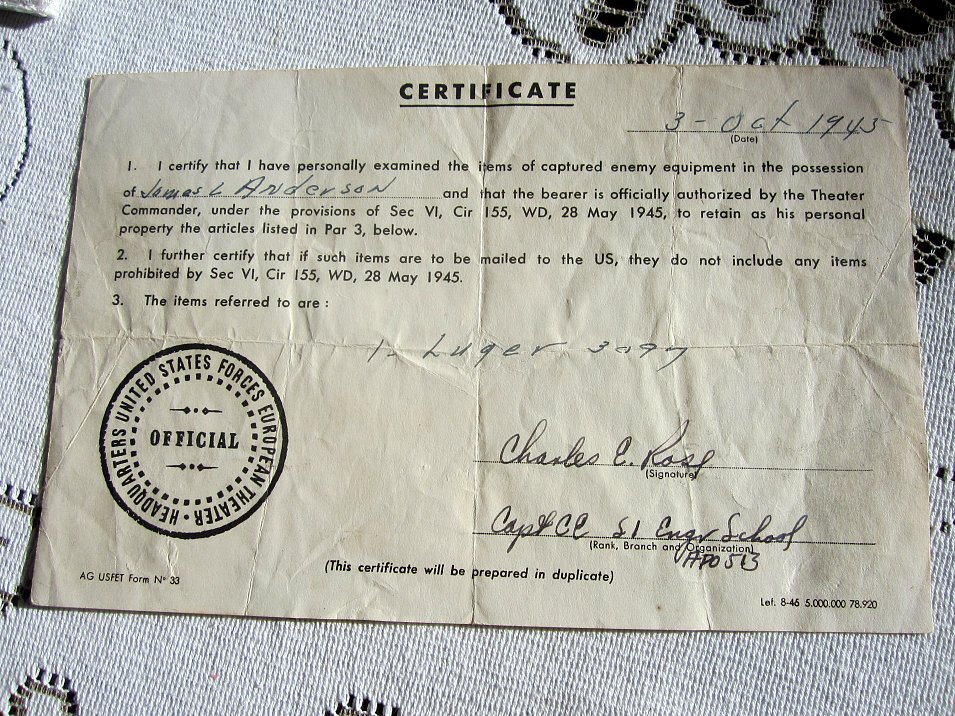 CERTIFICATE
3 - Oct 1945
(Date)
1. I certify that I have personally examined the items of captured enemy equipment in the possession
of James L Anderson and that the bearer is officially authorized by the Theater
Commander, under the provisions of Sec VI, Cir 155, WD, 28 May 1945, to retain as his personal
property the articles listed in Par 3, below.
2. I further certify that if such items are to be mailed to the US, they do not include any items
prohibited by Sec VI, Cir 155, WD, 28 May 1945.
3. The items referred to are :
1. Luger 3097
HEADQUARTERS UNITED STATES FORCES EUROPEAN THEATER
OFFICIAL
Charles E. Rose
(Signature)
Capt CE SI Engr School
(Rank, Branch and Organization)
APO 513
(This certificate will be prepared in duplicate)
AG USFET Form N° 33
Lef. 8-45 5.000.000 78.920